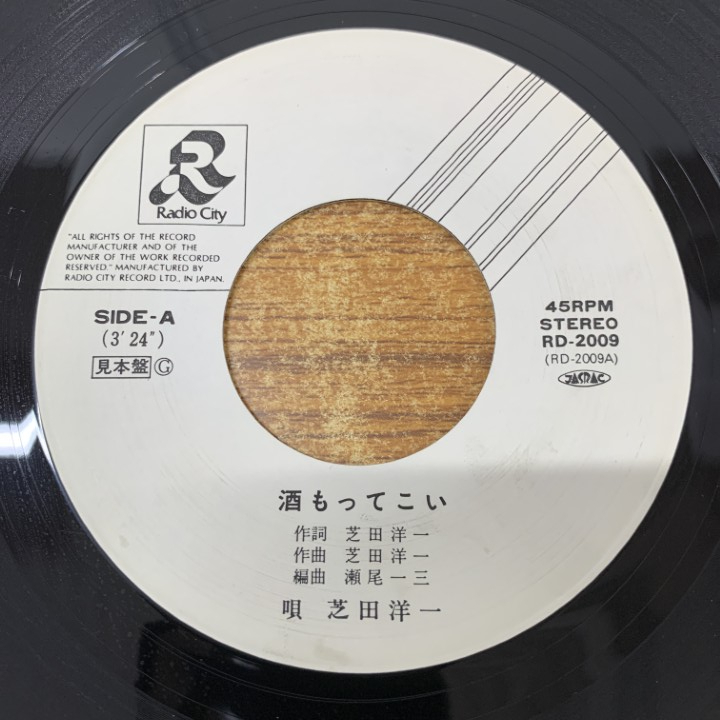 R
Radio City
"ALL RIGHTS OF THE RECORD
MANUFACTURER AND OF THE
OWNER OF THE WORK RECORDED
RESERVED." MANUFACTURED BY
RADIO CITY RECORD LTD., IN JAPAN.
SIDE-A
(3'24")
見本盤 G
45RPM
STEREO
RD-2009
(RD-2009A)
JASRAC
酒もってこい
作詞 芝田洋一
作曲 芝田洋一
編曲 瀬尾一三
唄 芝田洋一